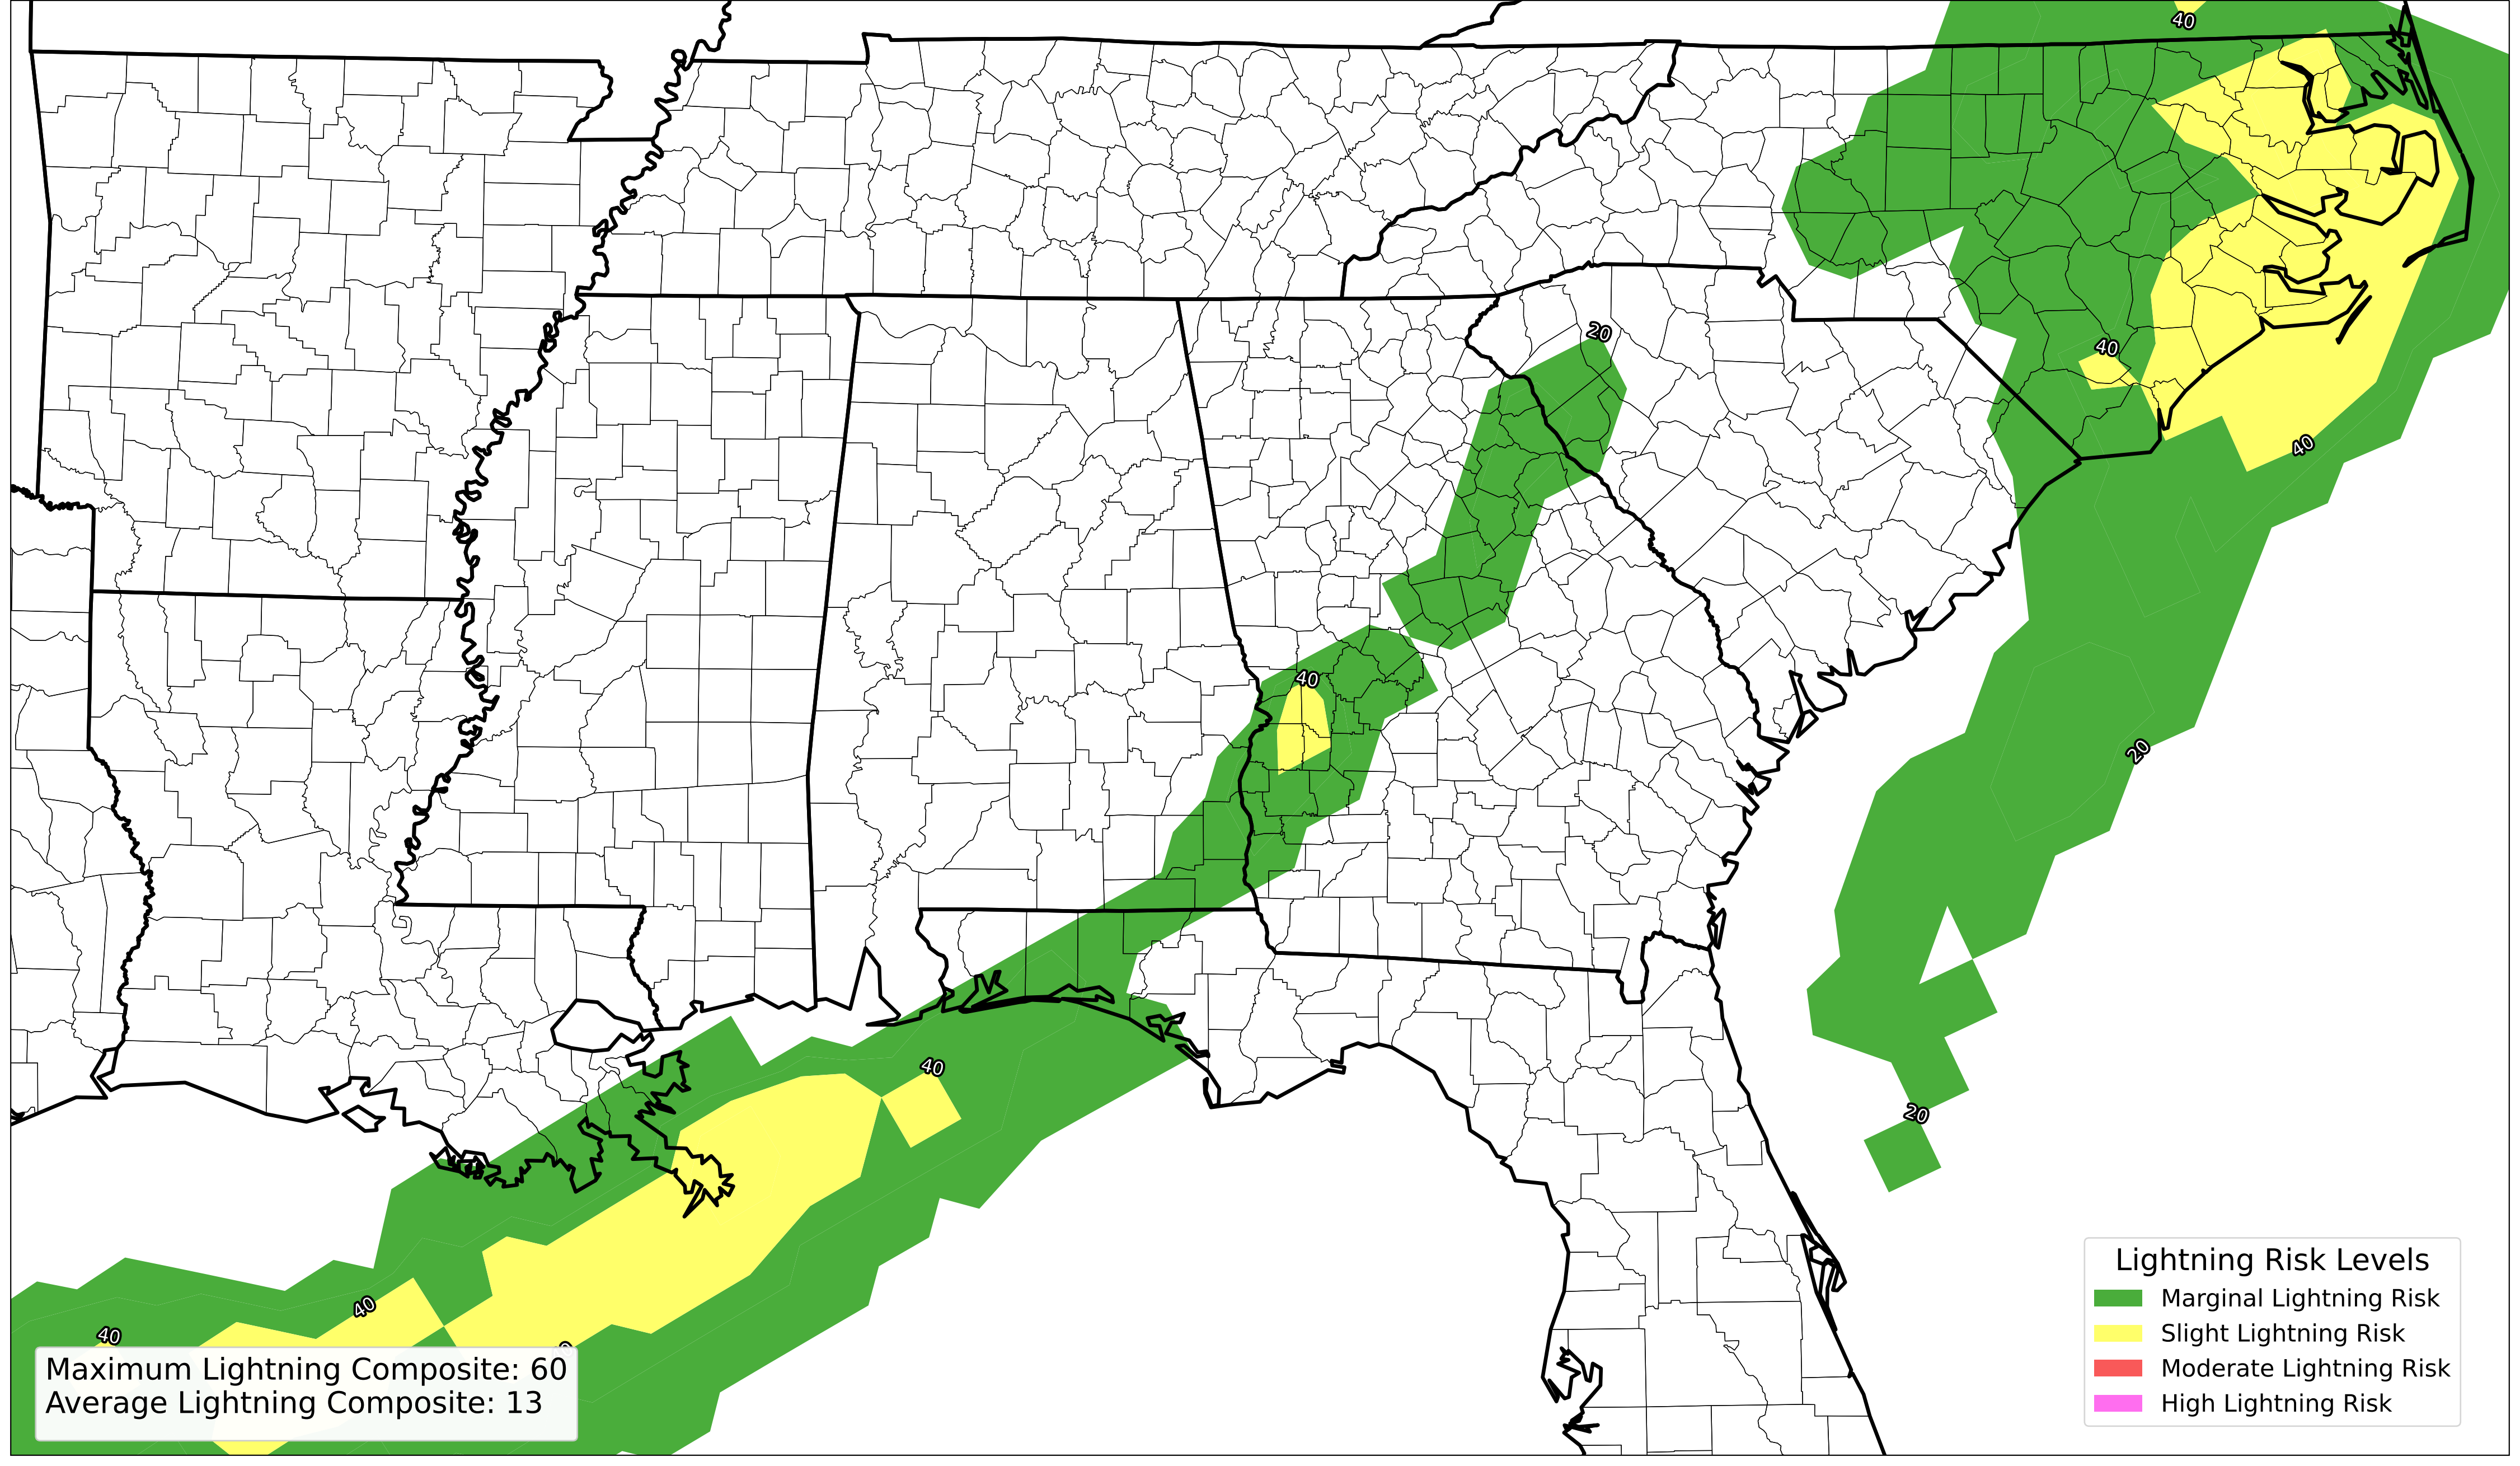 40
20
40
40
40
20
40
20
40
40
Maximum Lightning Composite: 60
Average Lightning Composite: 13
Lightning Risk Levels
Marginal Lightning Risk
Slight Lightning Risk
Moderate Lightning Risk
High Lightning Risk